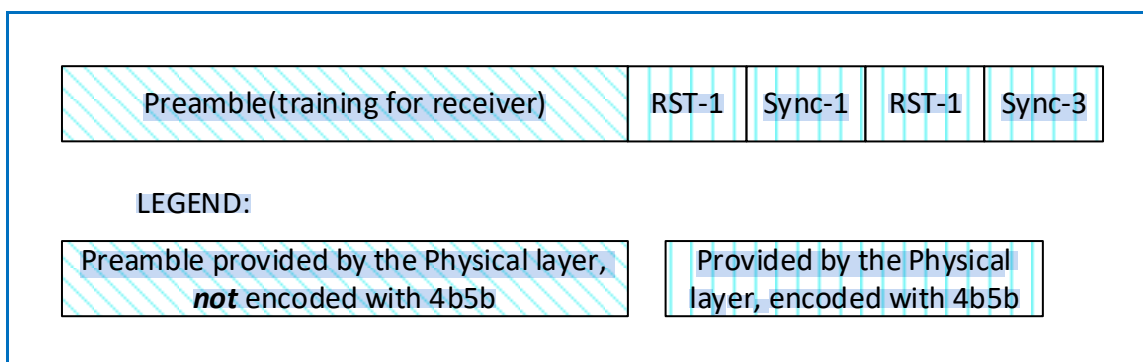 Preamble(training for receiver) RST-1 Sync-1 RST-1 Sync-3
LEGEND:
Preamble provided by the Physical layer,
not encoded with 4b5b
Provided by the Physical
layer, encoded with 4b5b